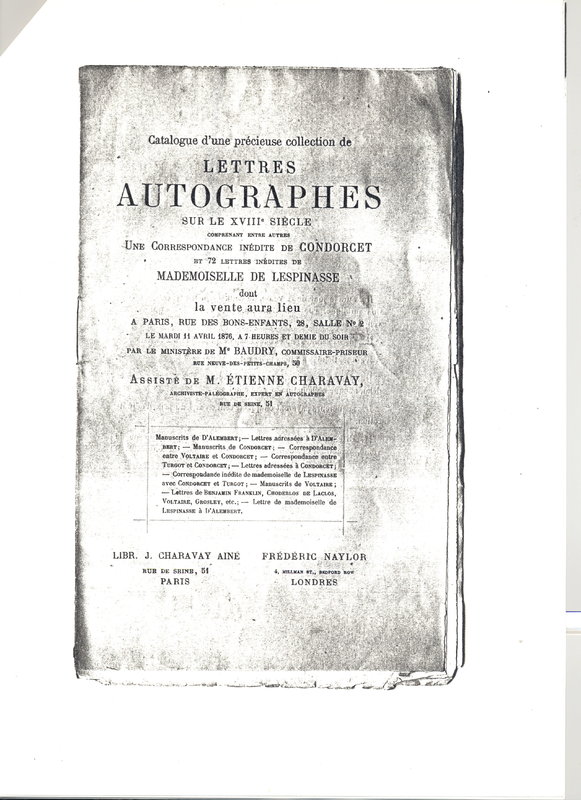 Catalogue d'une précieuse collection de
LETTRES
AUTOGRAPHES
SUR LE XVIIIe SIÈCLE
COMPRENANT ENTRE AUTRES
UNE CORRESPONDANCE INÉDITE DE CONDORCET
ET 72 LETTRES INÉDITES DE
MADEMOISELLE DE LESPINASSE
dont
la vente aura lieu
A PARIS, RUE DES BONS-ENFANTS, 28, SALLE No 2
LE MARDI 11 AVRIL 1876, A 7 HEURES ET DEMIE DU SOIR
PAR LE MINISTÈRE DE Me BAUDRY, COMMISSAIRE-PRISEUR
RUE NEUVE-DES-PETITS-CHAMPS, 50
ASSISTÉ DE M. ÉTIENNE CHARAVAY,
ARCHIVISTE-PALÉOGRAPHE, EXPERT EN AUTOGRAPHES
RUE DE SEINE, 51
Manuscrits de D'ALEMBERT; — Lettres adressées à D'ALEM-
BERT; — Manuscrits de CONDORCET; — Correspondance
entre VOLTAIRE et CONDORCET; — Correspondance entre
TURGOT et CONDORCET; — Lettres adressées à CONDORCET;
— Correspondance inédite de mademoiselle de LESPINASSE
avec CONDORCET et TURGOT; — Manuscrits de VOLTAIRE;
— Lettres de BENJAMIN FRANKLIN, CHODERLOS DE LACLOS,
VOLTAIRE, GROSLEY, etc.; — Lettre de mademoiselle de
LESPINASSE à D'ALEMBERT.
LIBR. J. CHARAVAY AINÉ
RUE DE SEINE, 51
PARIS
FRÉDÉRIC NAYLOR
4, MILLMAN ST., BEDFORD ROW
LONDRES